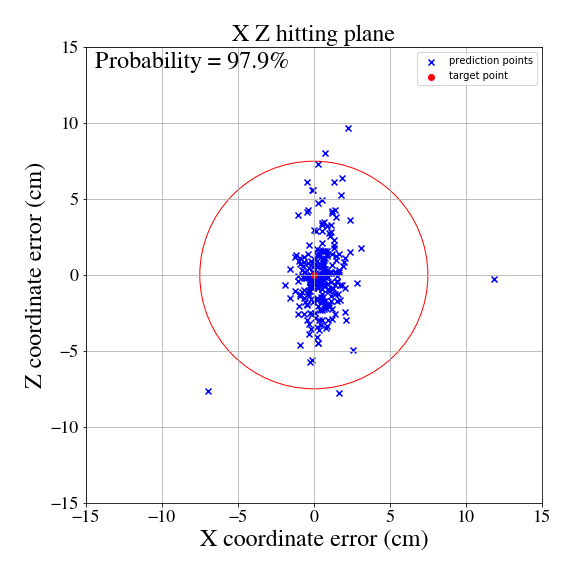 X Z hitting plane
Probability = 97.9%
prediction points
target point
15
10
5
0
−5
−10
−15
Z coordinate error (cm)
−15
−10
−5
0
5
10
15
X coordinate error (cm)